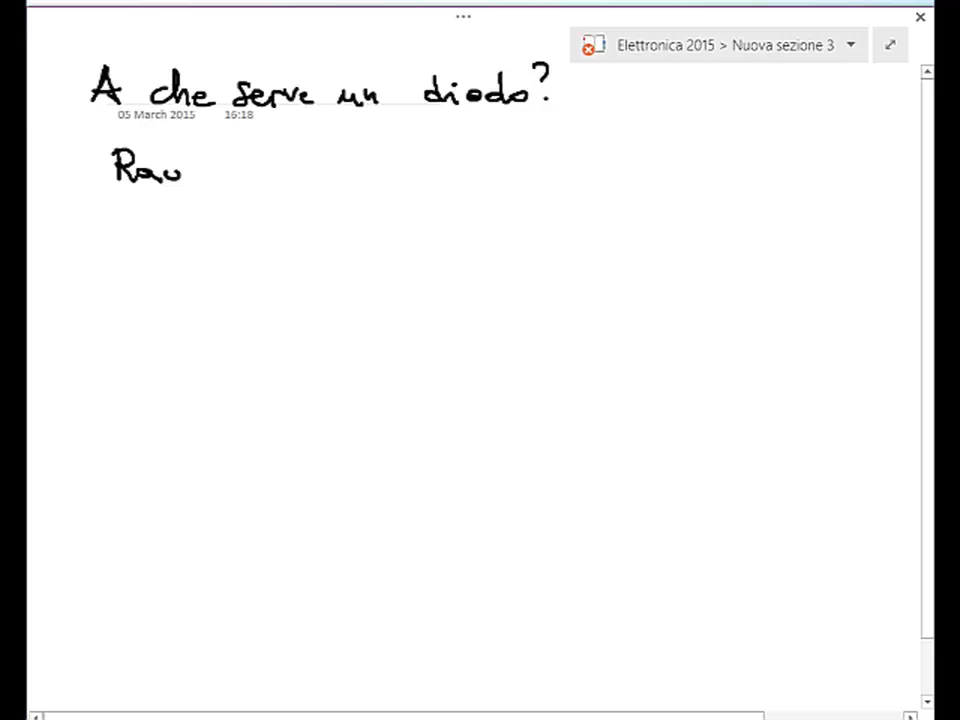 Elettronica 2015 > Nuova sezione 3
A che serve un diodo?
05 March 2015 16:18
Rau